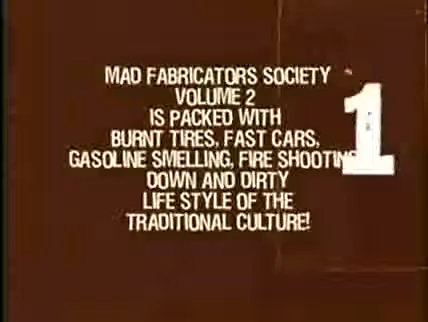 MAD FABRICATORS SOCIETY
VOLUME 2
IS PACKED WITH
BURNT TIRES, FAST CARS,
GASOLINE SMELLING, FIRE SHOOTIN
DOWN AND DIRTY
LIFE STYLE OF THE
TRADITIONAL CULTURE!
1